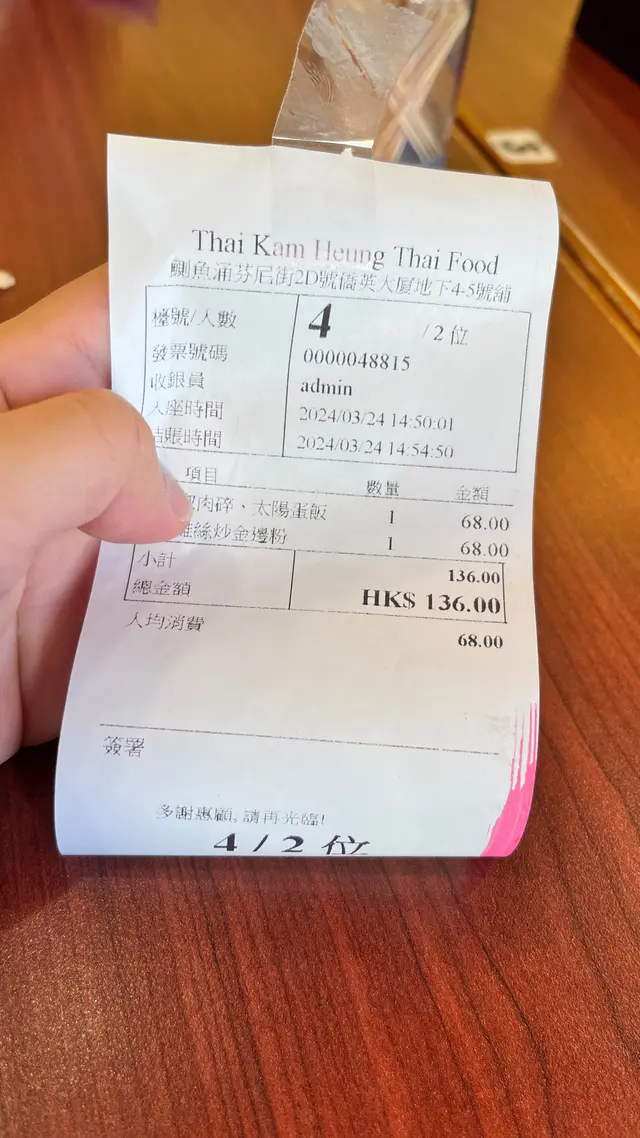 Thai Kam Heung Thai Food
鰂魚涌芬尼街2D號僑英大廈地下4-5號舖
檯號/人數 4 /2 位
發票號碼 0000048815
收銀員 admin
入座時間 2024/03/24 14:50:01
結賬時間 2024/03/24 14:54:50
項目 數量 金額
肉碎、太陽蛋飯 1 68.00
雞絲炒金邊粉 1 68.00
小計 136.00
總金額 HK$ 136.00
人均消費 68.00
簽署
多謝惠顧, 請再光臨!
4 / 2 位